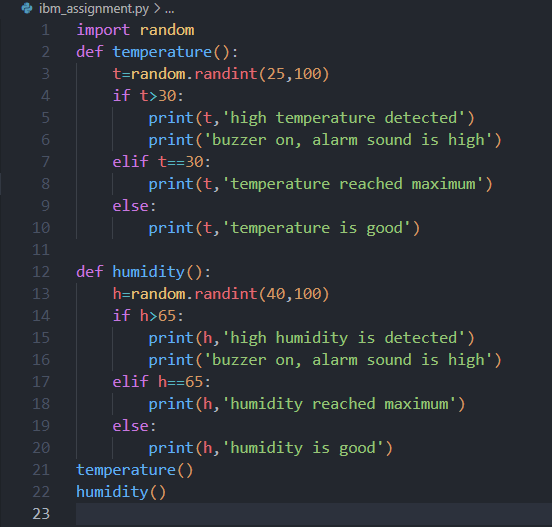 ibm_assignment.py > ...
1 import random
2 def temperature():
3     t=random.randint(25,100)
4     if t>30:
5         print(t,'high temperature detected')
6         print('buzzer on, alarm sound is high')
7     elif t==30:
8         print(t,'temperature reached maximum')
9     else:
10         print(t,'temperature is good')
11
12 def humidity():
13     h=random.randint(40,100)
14     if h>65:
15         print(h,'high humidity is detected')
16         print('buzzer on, alarm sound is high')
17     elif h==65:
18         print(h,'humidity reached maximum')
19     else:
20         print(h,'humidity is good')
21 temperature()
22 humidity()
23